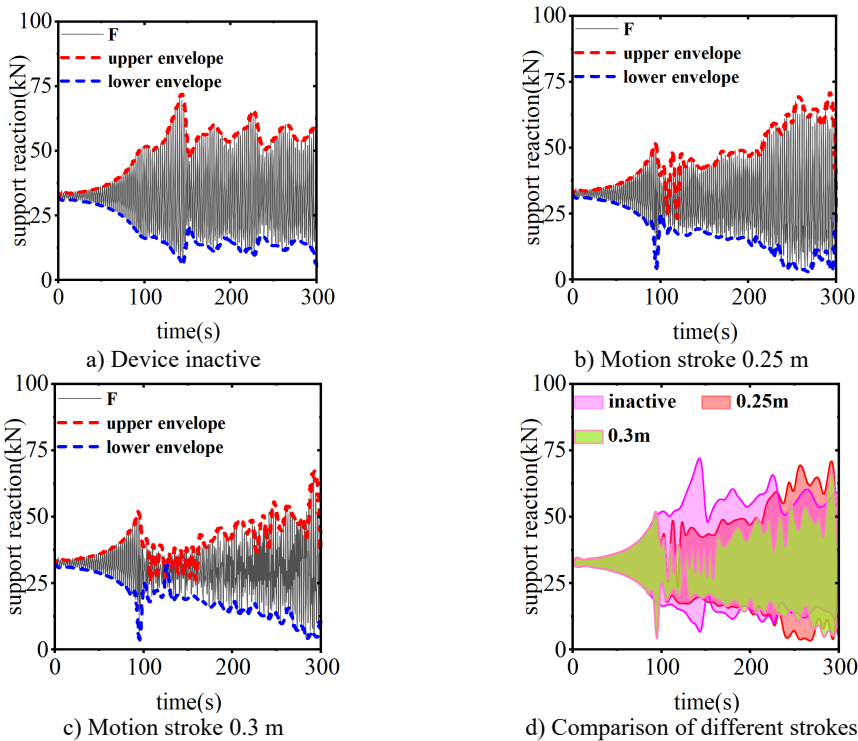 100
75
50
25
0
support reaction(kN)
F
upper envelope
lower envelope
0
100
200
300
time(s)
a) Device inactive
100
75
50
25
0
support reaction(kN)
F
upper envelope
lower envelope
0
100
200
300
time(s)
b) Motion stroke 0.25 m
100
75
50
25
0
support reaction(kN)
F
upper envelope
lower envelope
0
100
200
300
time(s)
c) Motion stroke 0.3 m
100
75
50
25
0
support reaction(kN)
inactive
0.25m
0.3m
0
100
200
300
time(s)
d) Comparison of different strokes